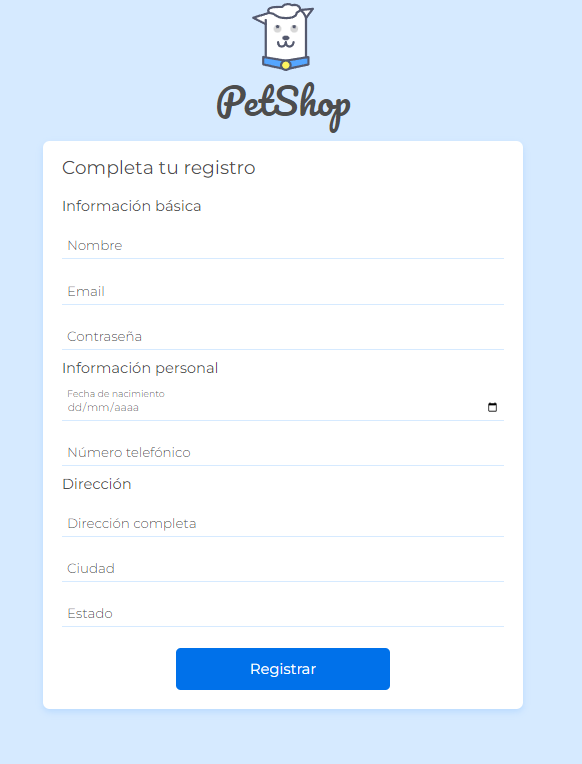 PetShop
Completa tu registro
Información básica
Nombre
Email
Contraseña
Información personal
Fecha de nacimiento
dd/mm/aaaa
Número telefónico
Dirección
Dirección completa
Ciudad
Estado
Registrar